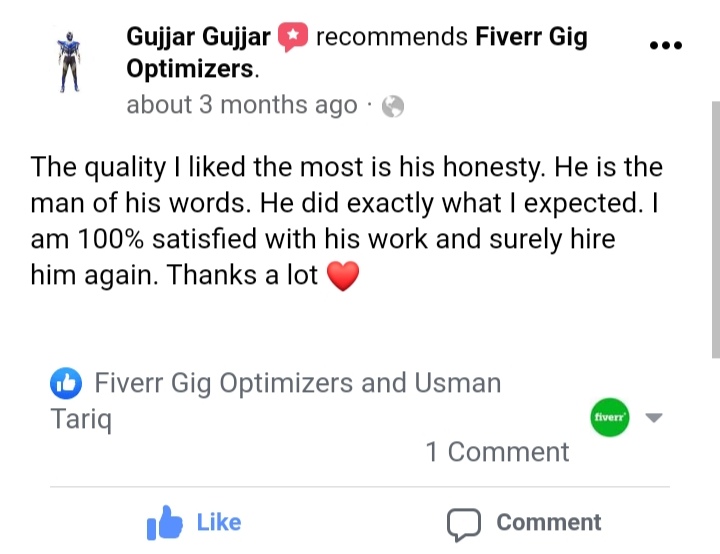 Gujjar Gujjar recommends Fiverr Gig
Optimizers.
about 3 months ago ·
The quality I liked the most is his honesty. He is the
man of his words. He did exactly what I expected. I
am 100% satisfied with his work and surely hire
him again. Thanks a lot ❤️
Fiverr Gig Optimizers and Usman
Tariq
fiverr
1 Comment
Like
Comment